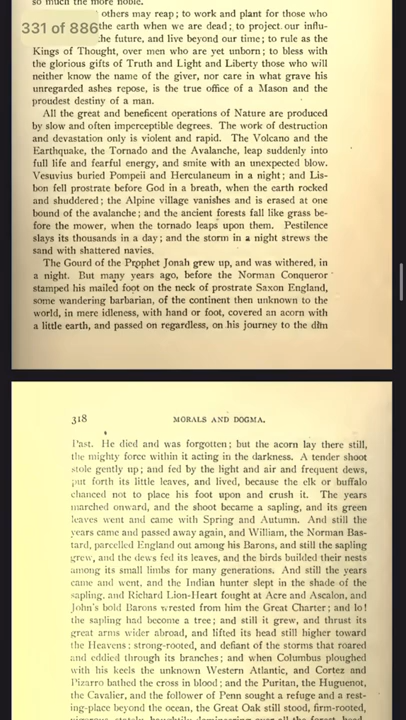 so much the more noble.
others may reap; to work and plant for those who
331 of 886
the earth when we are dead; to project our influ-
the future, and live beyond our time; to rule as the
Kings of Thought, over men who are yet unborn; to bless with
the glorious gifts of Truth and Light and Liberty those who will
neither know the name of the giver, nor care in what grave his
unregarded ashes repose, is the true office of a Mason and the
proudest destiny of a man.
All the great and beneficent operations of Nature are produced
by slow and often imperceptible degrees. The work of destruction
and devastation only is violent and rapid. The Volcano and the
Earthquake, the Tornado and the Avalanche, leap suddenly into
full life and fearful energy, and smite with an unexpected blow.
Vesuvius buried Pompeii and Herculaneum in a night; and Lis-
bon fell prostrate before God in a breath, when the earth rocked
and shuddered; the Alpine village vanishes and is erased at one
bound of the avalanche; and the ancient forests fall like grass be-
fore the mower, when the tornado leaps upon them. Pestilence
slays its thousands in a day; and the storm in a night strews the
sand with shattered navies.
The Gourd of the Prophet Jonah grew up, and was withered, in
a night. But many years ago, before the Norman Conqueror
stamped his mailed foot on the neck of prostrate Saxon England,
some wandering barbarian, of the continent then unknown to the
world, in mere idleness, with hand or foot, covered an acorn with
a little earth, and passed on regardless, on his journey to the dim
318 MORALS AND DOGMA.
Past. He died and was forgotten; but the acorn lay there still,
the mighty force within it acting in the darkness. A tender shoot
stole gently up; and fed by the light and air and frequent dews,
put forth its little leaves, and lived, because the elk or buffalo
chanced not to place his foot upon and crush it. The years
marched onward, and the shoot became a sapling, and its green
leaves went and came with Spring and Autumn. And still the
years came and passed away again, and William, the Norman Bas-
tard, parcelled England out among his Barons, and still the sapling
grew, and the dews fed its leaves, and the birds builded their nests
among its small limbs for many generations. And still the years
came and went, and the Indian hunter slept in the shade of the
sapling, and Richard Lion-Heart fought at Acre and Ascalon, and
John's bold Barons wrested from him the Great Charter; and lo!
the sapling had become a tree; and still it grew, and thrust its
great arms wider abroad, and lifted its head still higher toward
the Heavens; strong-rooted, and defiant of the storms that roared
and eddied through its branches; and when Columbus ploughed
with his keels the unknown Western Atlantic, and Cortez and
Pizarro bathed the cross in blood; and the Puritan, the Huguenot,
the Cavalier, and the follower of Penn sought a refuge and a rest-
ing-place beyond the ocean, the Great Oak still stood, firm-rooted,
vigorous, stately, haughtily domineering over all the forest, heed-